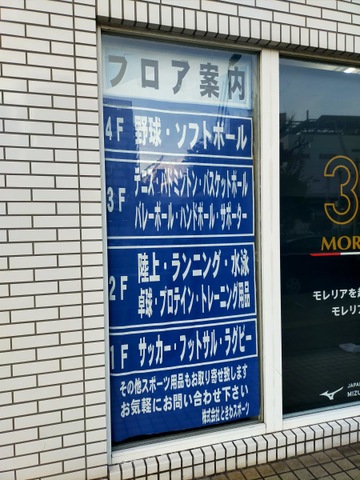 フロア案内
4F 野球・ソフトボール
3F テニス・バドミントン・バスケットボール
バレーボール・ハンドボール・サポーター
2F 陸上・ランニング・水泳
卓球・プロテイン・トレーニング用品
1F サッカー・フットサル・ラグビー
その他スポーツ用品もお取り寄せ致します
お気軽にお問い合わせ下さい
株式会社ときわスポーツ
3
MOR
モレリアを
モレリア
JAPAN
MIZU